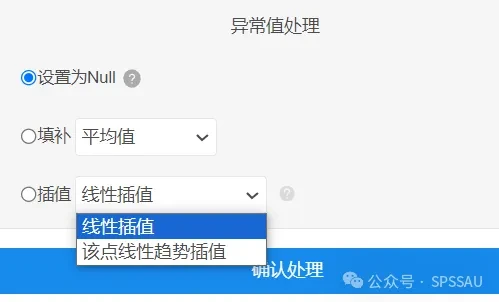 异常值处理
设置为Null ?
填补 平均值
插值 线性插值 ?
线性插值
该点线性趋势插值
确认处理
公众号 · SPSSAU